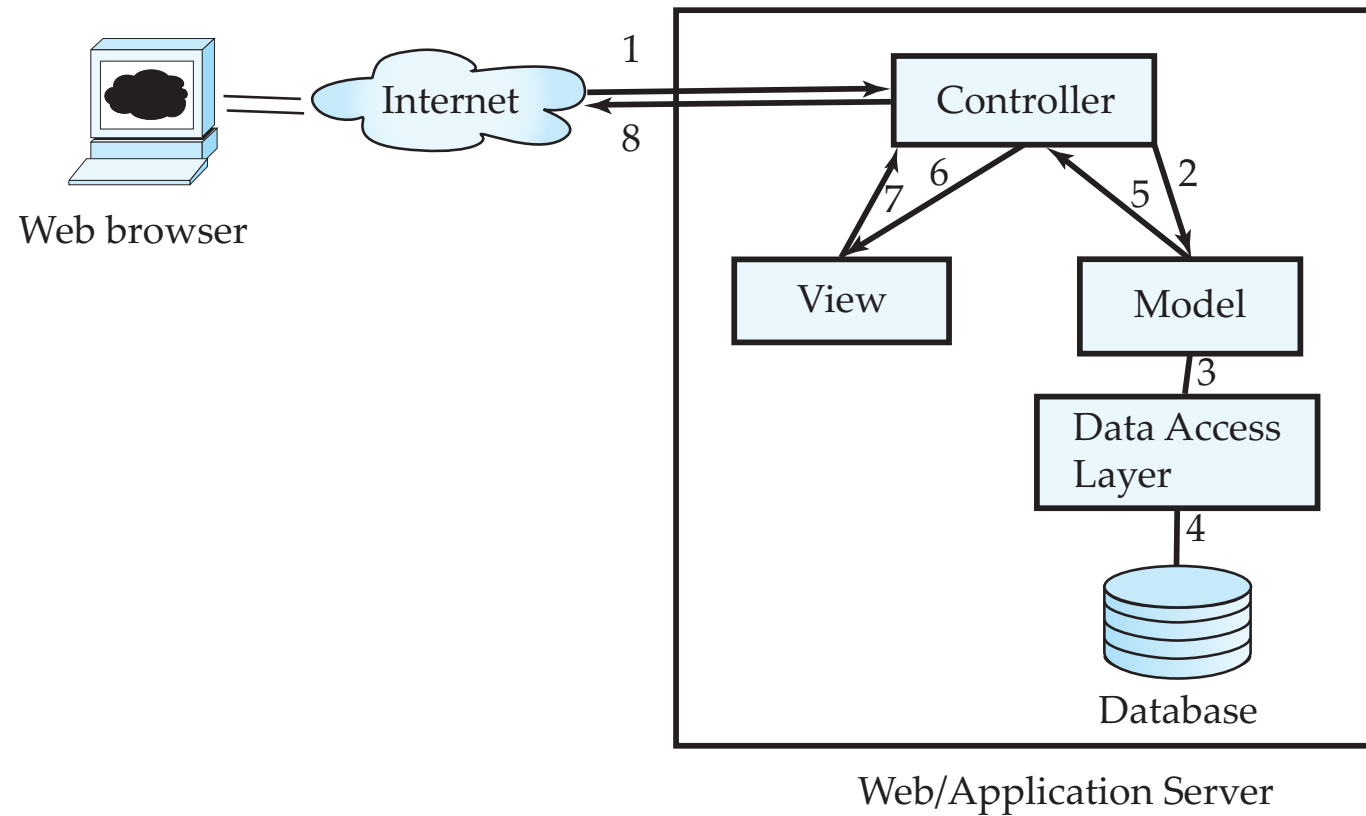 1
Internet
Controller
8
6
2
7
5
Web browser
View
Model
3
Data Access
Layer
4
Database
Web/Application Server